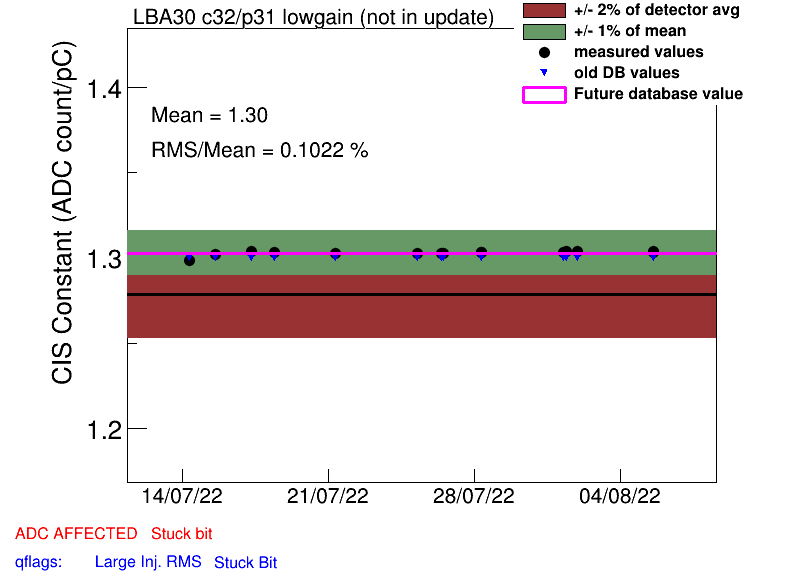 LBA30 c32/p31 lowgain (not in update)
+/- 2% of detector avg
+/- 1% of mean
measured values
old DB values
Future database value
Mean = 1.30
RMS/Mean = 0.1022 %
CIS Constant (ADC count/pC)
1.4
1.3
1.2
14/07/22 21/07/22 28/07/22 04/08/22
ADC AFFECTED Stuck bit
qflags: Large Inj. RMS Stuck Bit